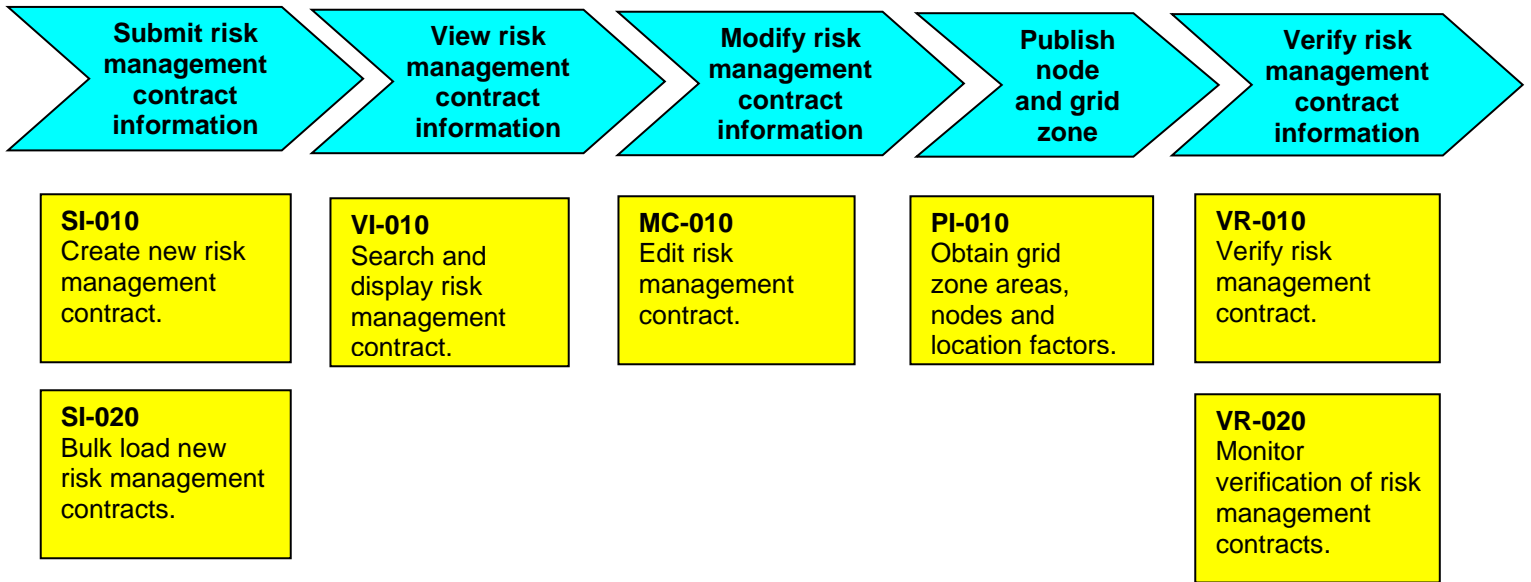 Submit risk
management
contract
information
View risk
management
contract
information
Modify risk
management
contract
information
Publish
node
and grid
zone
Verify risk
management
contract
information
SI-010
Create new risk
management
contract.
VI-010
Search and
display risk
management
contract.
MC-010
Edit risk
management
contract.
PI-010
Obtain grid
zone areas,
nodes and
location factors.
VR-010
Verify risk
management
contract.
SI-020
Bulk load new
risk management
contracts.
VR-020
Monitor
verification of risk
management
contracts.